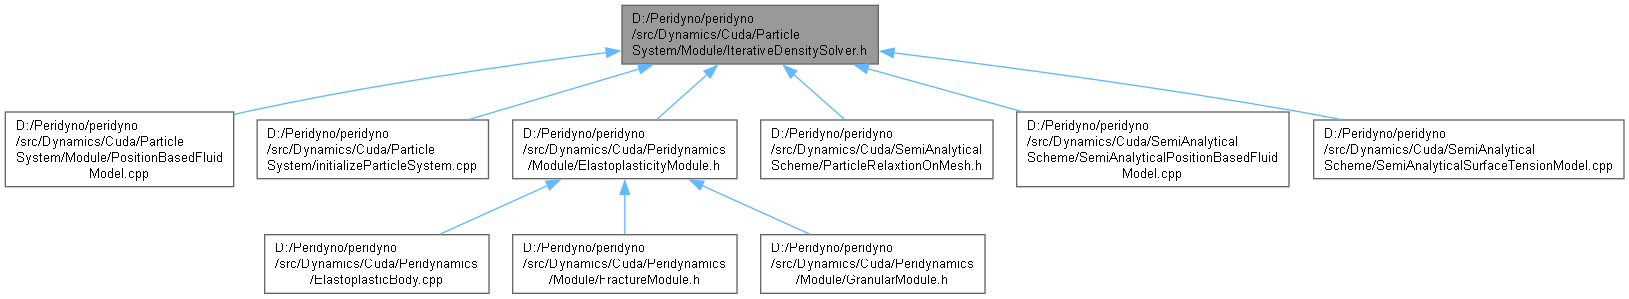 D:/Peridyno/peridyno
/src/Dynamics/Cuda/Particle
System/Module/IterativeDensitySolver.h
D:/Peridyno/peridyno
/src/Dynamics/Cuda/Particle
System/Module/PositionBasedFluid
Model.cpp
D:/Peridyno/peridyno
/src/Dynamics/Cuda/Particle
System/initializeParticleSystem.cpp
D:/Peridyno/peridyno
/src/Dynamics/Cuda/Peridynamics
/Module/ElastoplasticityModule.h
D:/Peridyno/peridyno
/src/Dynamics/Cuda/SemiAnalytical
Scheme/ParticleRelaxtionOnMesh.h
D:/Peridyno/peridyno
/src/Dynamics/Cuda/SemiAnalytical
Scheme/SemiAnalyticalPositionBasedFluid
Model.cpp
D:/Peridyno/peridyno
/src/Dynamics/Cuda/SemiAnalytical
Scheme/SemiAnalyticalSurfaceTensionModel.cpp
D:/Peridyno/peridyno
/src/Dynamics/Cuda/Peridynamics
/ElastoplasticBody.cpp
D:/Peridyno/peridyno
/src/Dynamics/Cuda/Peridynamics
/Module/FractureModule.h
D:/Peridyno/peridyno
/src/Dynamics/Cuda/Peridynamics
/Module/GranularModule.h